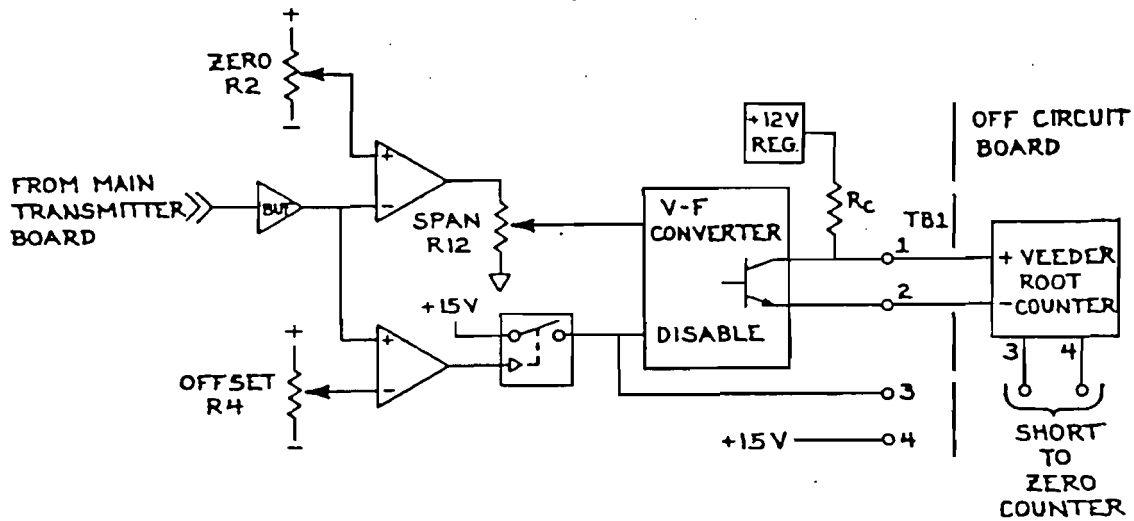 +
ZERO
R2
−
FROM MAIN
TRANSMITTER
BOARD
BUF
+
−
SPAN
R12
+15V
+
OFFSET
R4
−
+
−
+12V
REG.
RC
V-F
CONVERTER
DISABLE
TB1
1
2
3
+15V
4
OFF CIRCUIT
BOARD
+ VEEDER
ROOT
− COUNTER
3 4
SHORT
TO
ZERO
COUNTER